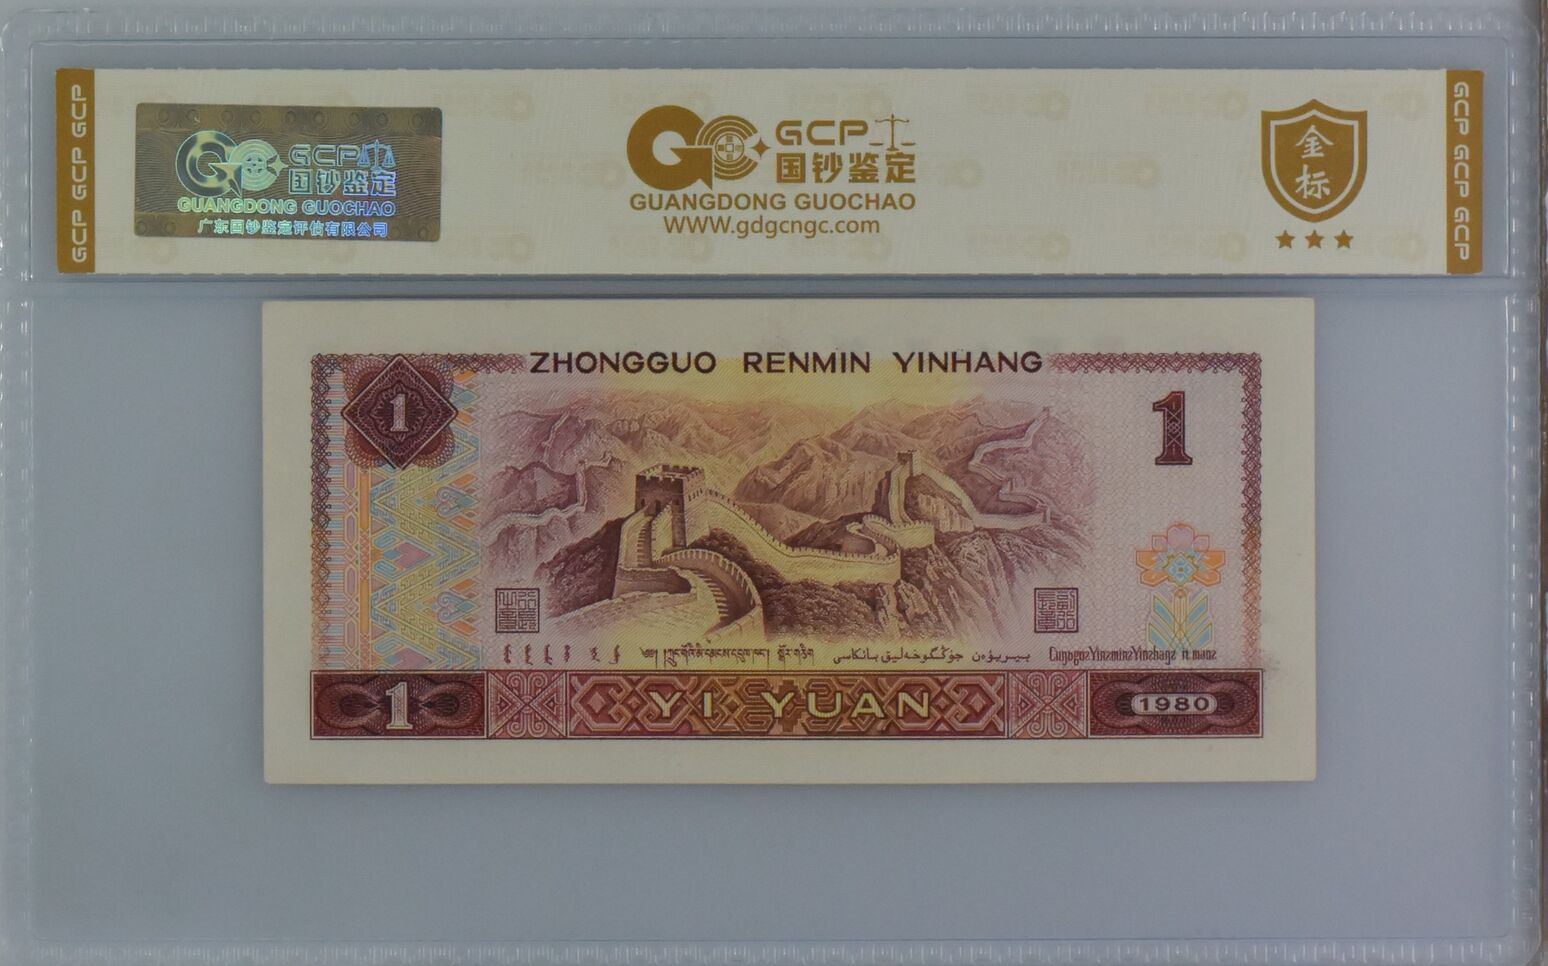 GCP GCP GCP
GCP
国钞鉴定
GUANGDONG GUOCHAO
广东国钞鉴定评估有限公司
GCP
国钞鉴定
GUANGDONG GUOCHAO
WWW.gdgcngc.com
金标
GCP GCP GCP
ZHONGGUO RENMIN YINHANG
1
1
1
YI YUAN
1980